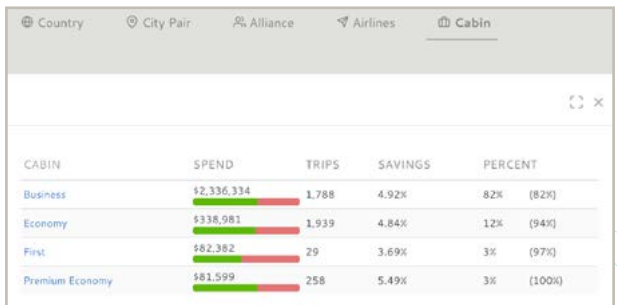 Country City Pair Alliance Airlines Cabin
CABIN SPEND TRIPS SAVINGS PERCENT
Business $2,336,334 1,788 4.92% 82% (82%)
Economy $338,981 1,939 4.84% 12% (94%)
First $82,382 29 3.69% 3% (97%)
Premium Economy $81,599 258 5.49% 3% (100%)